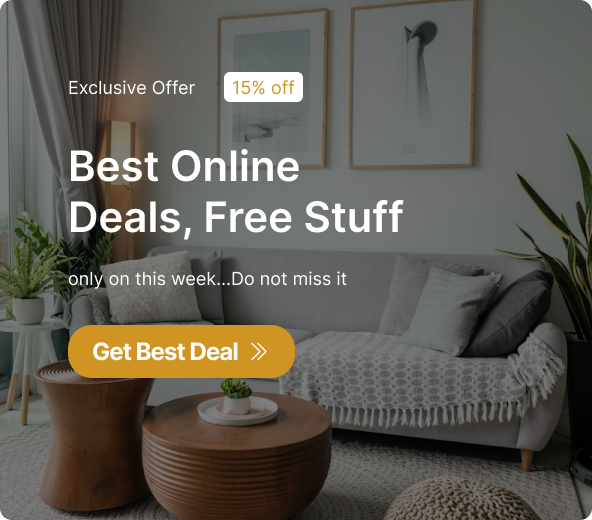 Exclusive Offer 15% off
Best Online
Deals, Free Stuff
only on this week...Do not miss it
Get Best Deal